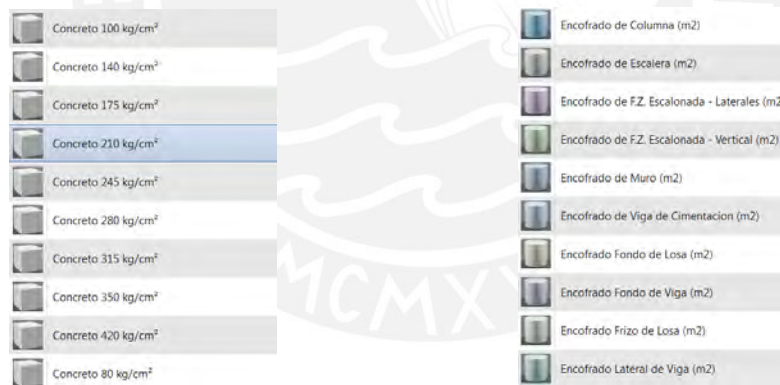 Concreto 100 kg/cm²
Concreto 140 kg/cm²
Concreto 175 kg/cm²
Concreto 210 kg/cm²
Concreto 245 kg/cm²
Concreto 280 kg/cm²
Concreto 315 kg/cm²
Concreto 350 kg/cm²
Concreto 420 kg/cm²
Concreto 80 kg/cm²
Encofrado de Columna (m2)
Encofrado de Escalera (m2)
Encofrado de F.Z. Escalonada - Laterales (m2
Encofrado de F.Z. Escalonada - Vertical (m2)
Encofrado de Muro (m2)
Encofrado de Viga de Cimentacion (m2)
Encofrado Fondo de Losa (m2)
Encofrado Fondo de Viga (m2)
Encofrado Frizo de Losa (m2)
Encofrado Lateral de Viga (m2)
MCMXV